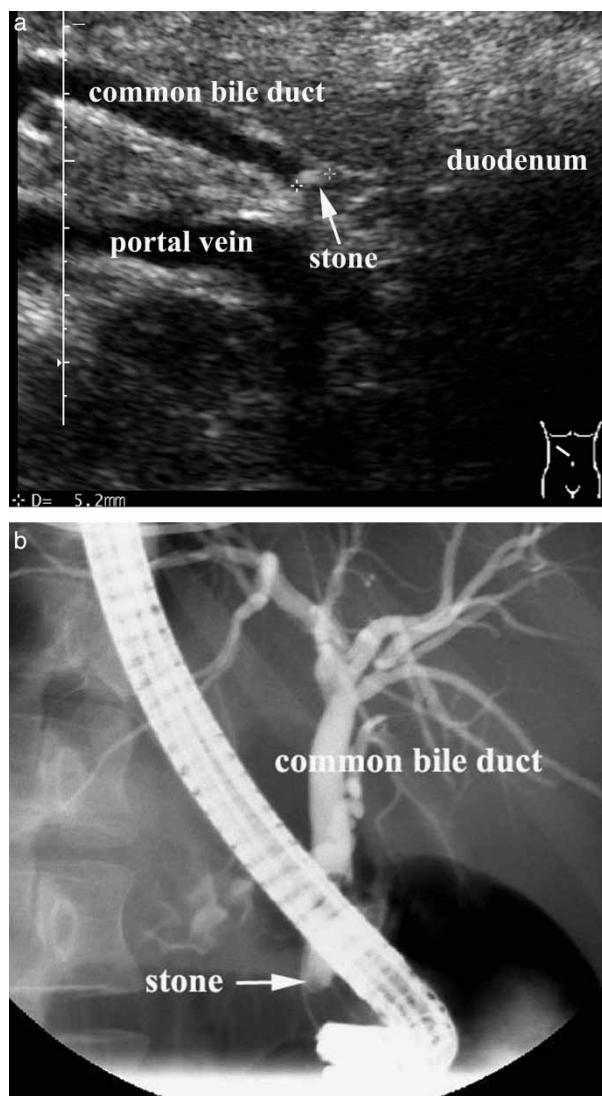 a
common bile duct
duodenum
portal vein
stone
D= 5.2mm
b
common bile duct
stone